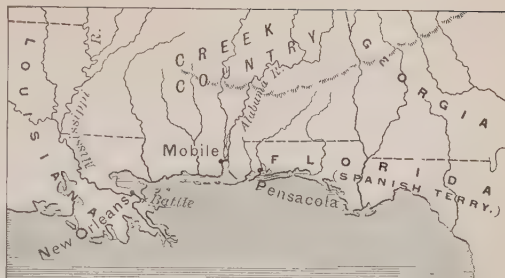 LOUISIANA
Mississippi R.
CREEK
COUNTRY
Alabama R.
GEORGIA
Mobile
FLORIDA
(SPANISH TERRY.)
Pensacola
Battle
New Orleans